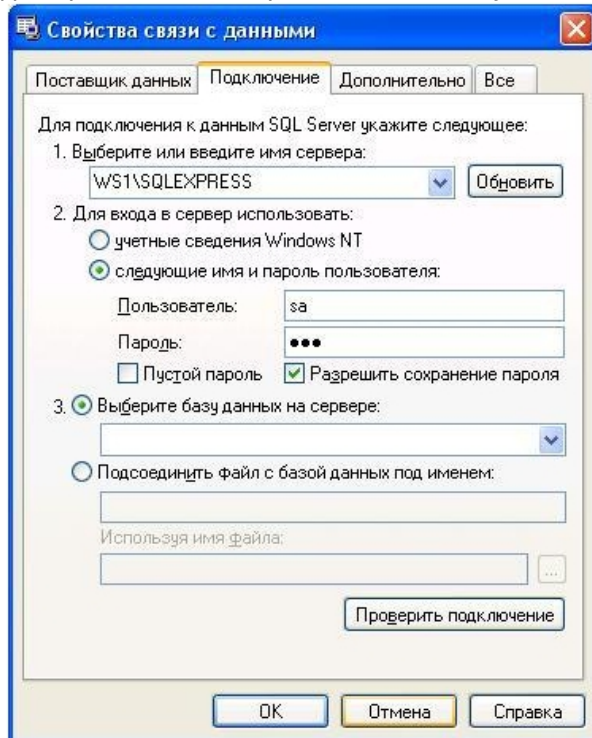 Свойства связи с данными
Поставщик данных Подключение Дополнительно Все
Для подключения к данным SQL Server укажите следующее:
1. Выберите или введите имя сервера:
WS1\SQLEXPRESS Обновить
2. Для входа в сервер использовать:
учетные сведения Windows NT
следующие имя и пароль пользователя:
Пользователь: sa
Пароль: ●●●
Пустой пароль Разрешить сохранение пароля
3. Выберите базу данных на сервере:
Подсоединить файл с базой данных под именем:
Используя имя файла:
...
Проверить подключение
OK Отмена Справка